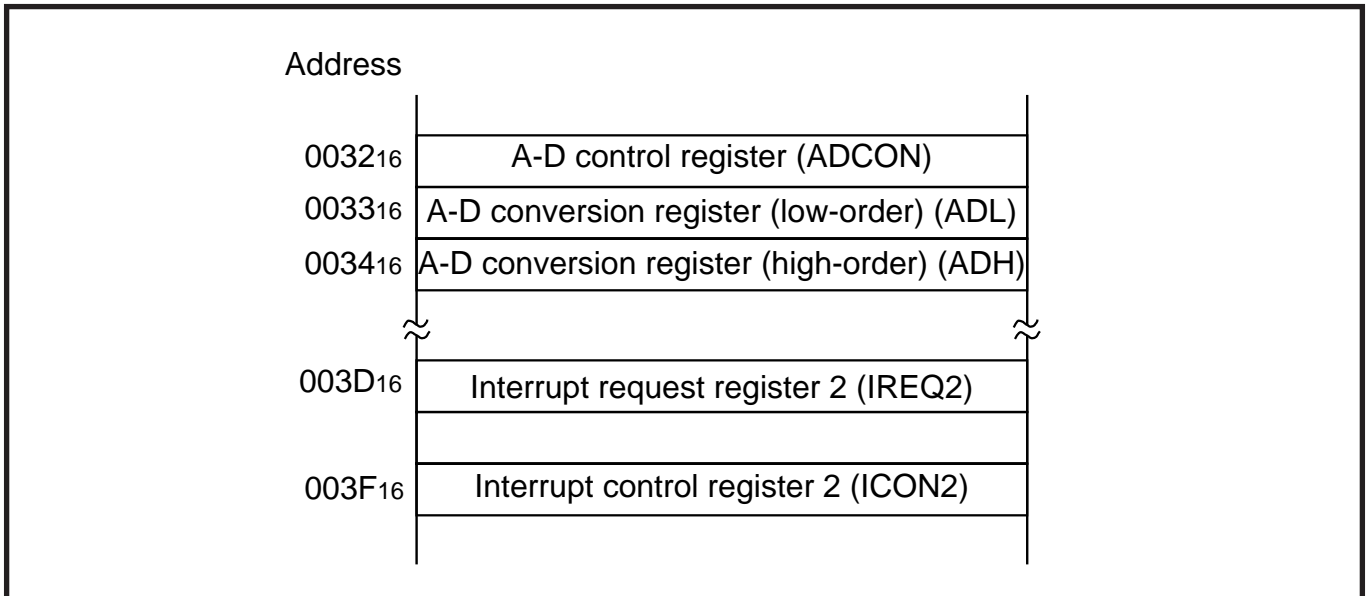 Address
0032₁₆ A-D control register (ADCON)
0033₁₆ A-D conversion register (low-order) (ADL)
0034₁₆ A-D conversion register (high-order) (ADH)
003D₁₆ Interrupt request register 2 (IREQ2)
003F₁₆ Interrupt control register 2 (ICON2)